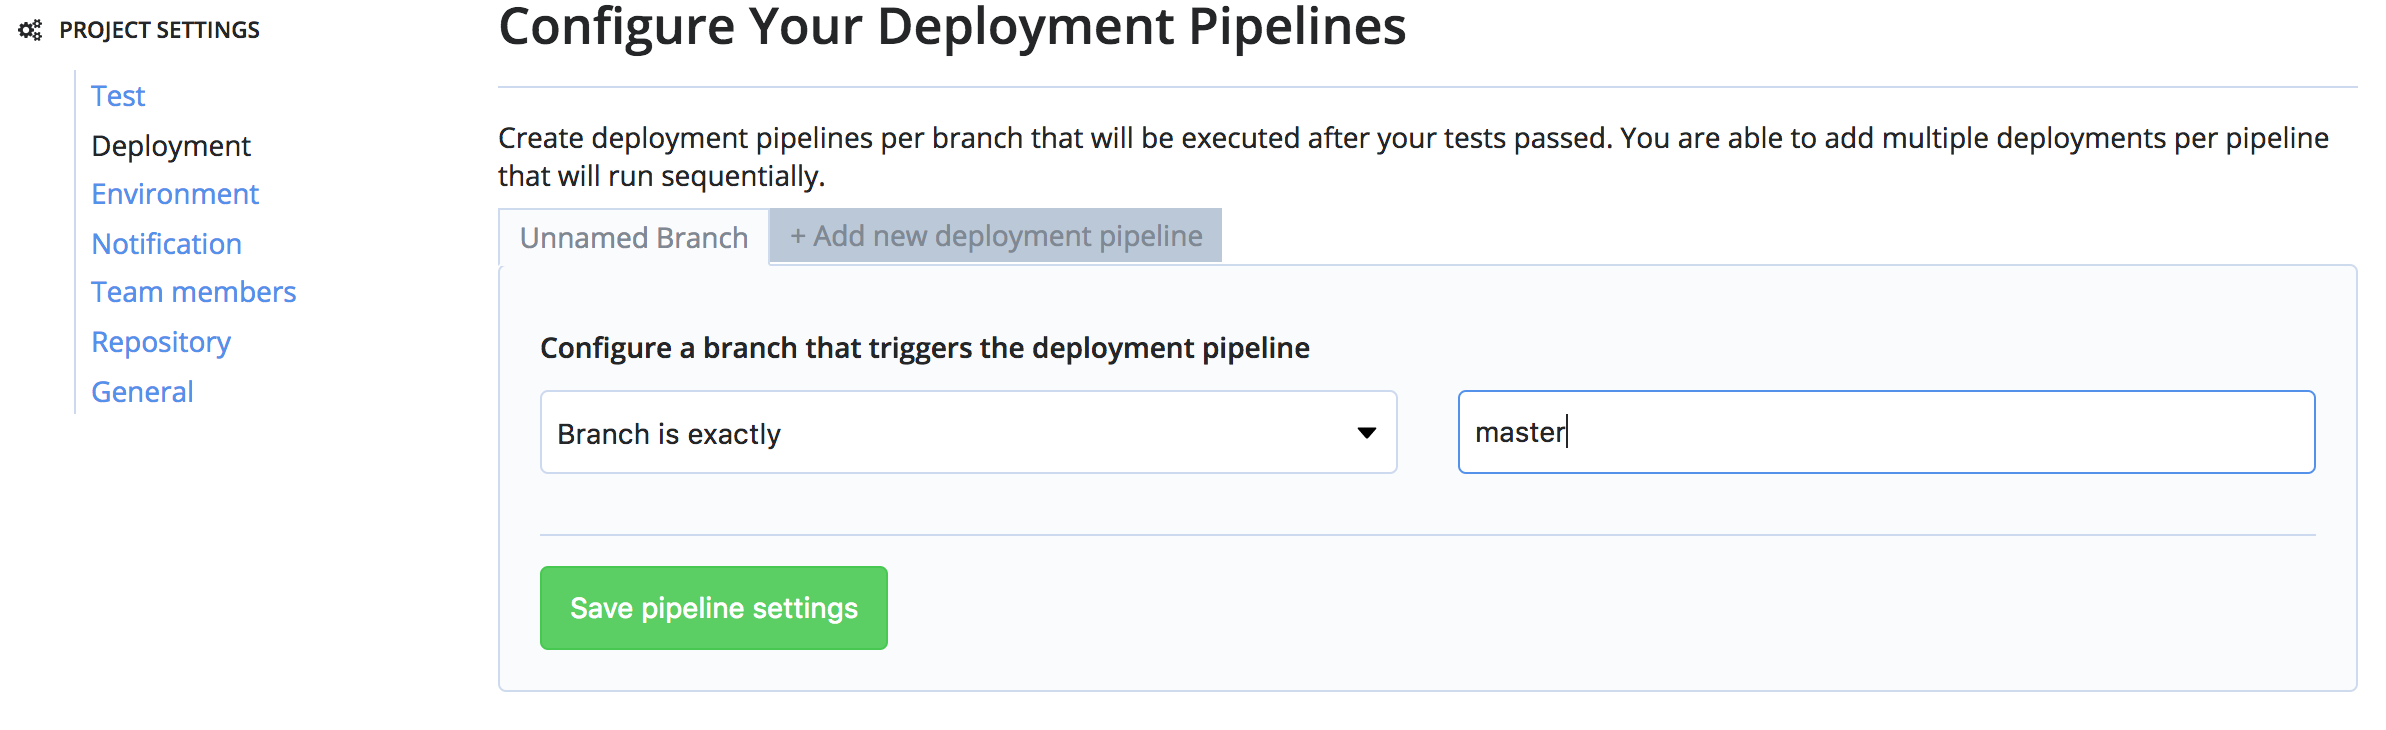 PROJECT SETTINGS
Test
Deployment
Environment
Notification
Team members
Repository
General
Configure Your Deployment Pipelines
Create deployment pipelines per branch that will be executed after your tests passed. You are able to add multiple deployments per pipeline
that will run sequentially.
Unnamed Branch
+ Add new deployment pipeline
Configure a branch that triggers the deployment pipeline
Branch is exactly
master
Save pipeline settings